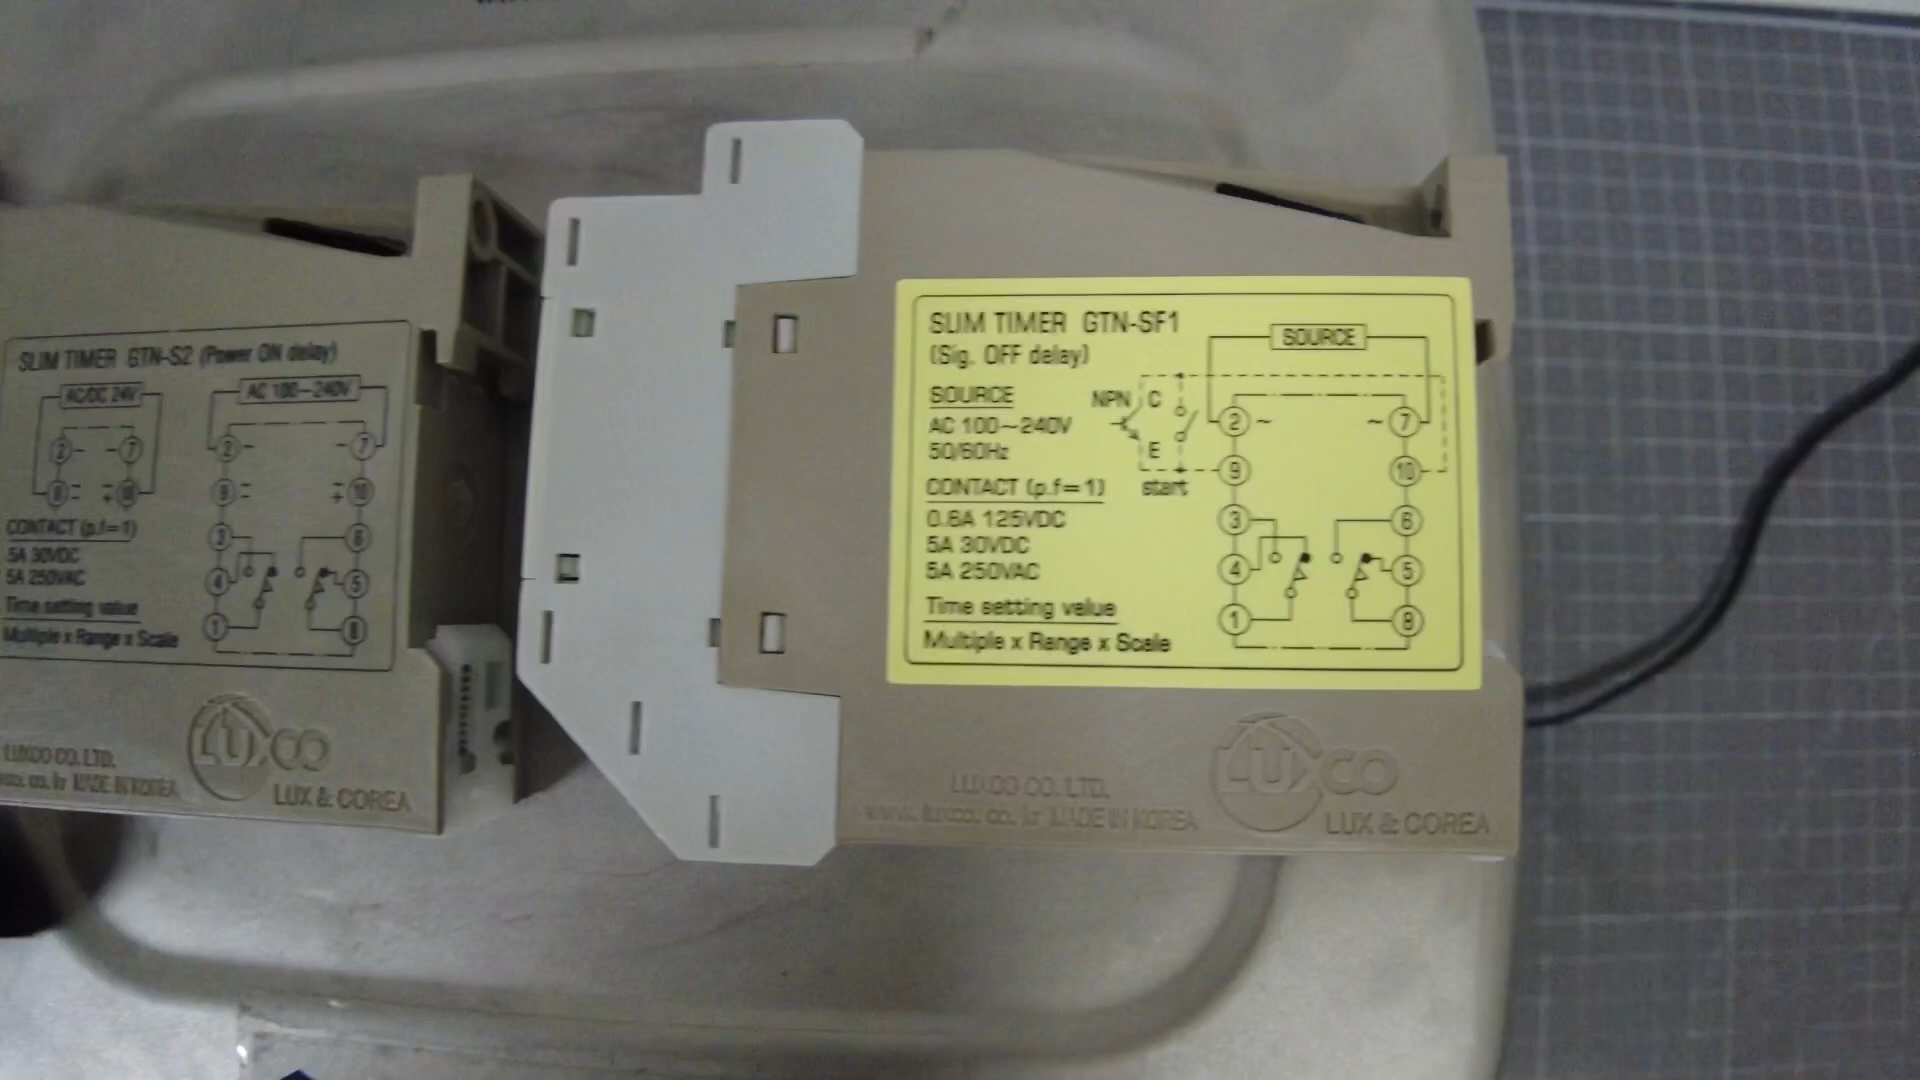 SLIM TIMER GTN-S2 (Power ON delay)
AC/DC 24V
AC 100~240V
2 7
2 ~ ~ 7
9 10
3 6
4 5
1 8
CONTACT (p.f=1)
5A 30VDC
5A 250VAC
Time setting value
Multiple x Range x Scale
LUXCO CO. LTD.
co. kr MADE IN KOREA
LUXCO
LUX & COREA
SLIM TIMER GTN-SF1
(Sig. OFF delay)
SOURCE
SOURCE
AC 100~240V
50/60Hz
NPN C
E
start
2 ~ ~ 7
9 10
3 6
4 5
1 8
CONTACT (p.f=1)
0.6A 125VDC
5A 30VDC
5A 250VAC
Time setting value
Multiple x Range x Scale
LUXCO CO. LTD.
www. luxco. co. kr MADE IN KOREA
LUXCO
LUX & COREA